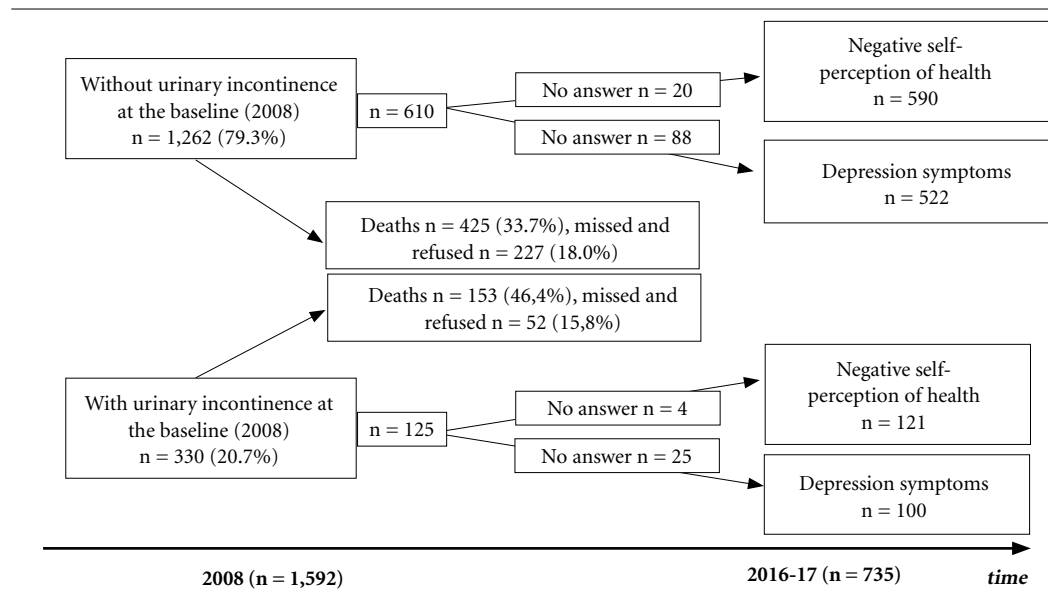 Without urinary incontinence
at the baseline (2008)
n = 1,262 (79.3%)
n = 610
No answer n = 20
No answer n = 88
Negative self-
perception of health
n = 590
Depression symptoms
n = 522
Deaths n = 425 (33.7%), missed and
refused n = 227 (18.0%)
Deaths n = 153 (46,4%), missed and
refused n = 52 (15,8%)
With urinary incontinence at
the baseline (2008)
n = 330 (20.7%)
n = 125
No answer n = 4
No answer n = 25
Negative self-
perception of health
n = 121
Depression symptoms
n = 100
2008 (n = 1,592)
2016-17 (n = 735)
time